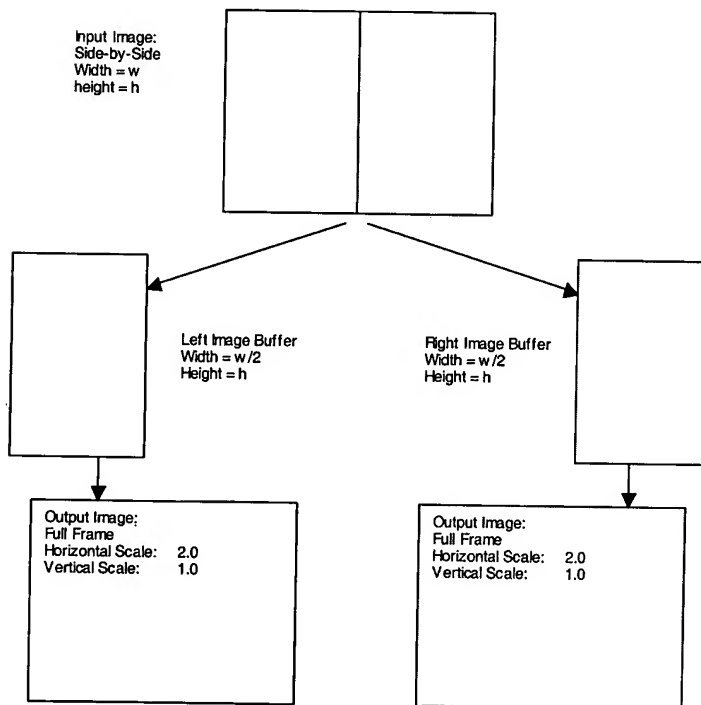 Input Image:
Side-by-Side
Width = w
height = h
Left Image Buffer
Width = w/2
Height = h
Right Image Buffer
Width = w/2
Height = h
Output Image:
Full Frame
Horizontal Scale: 2.0
Vertical Scale: 1.0
Output Image:
Full Frame
Horizontal Scale: 2.0
Vertical Scale: 1.0